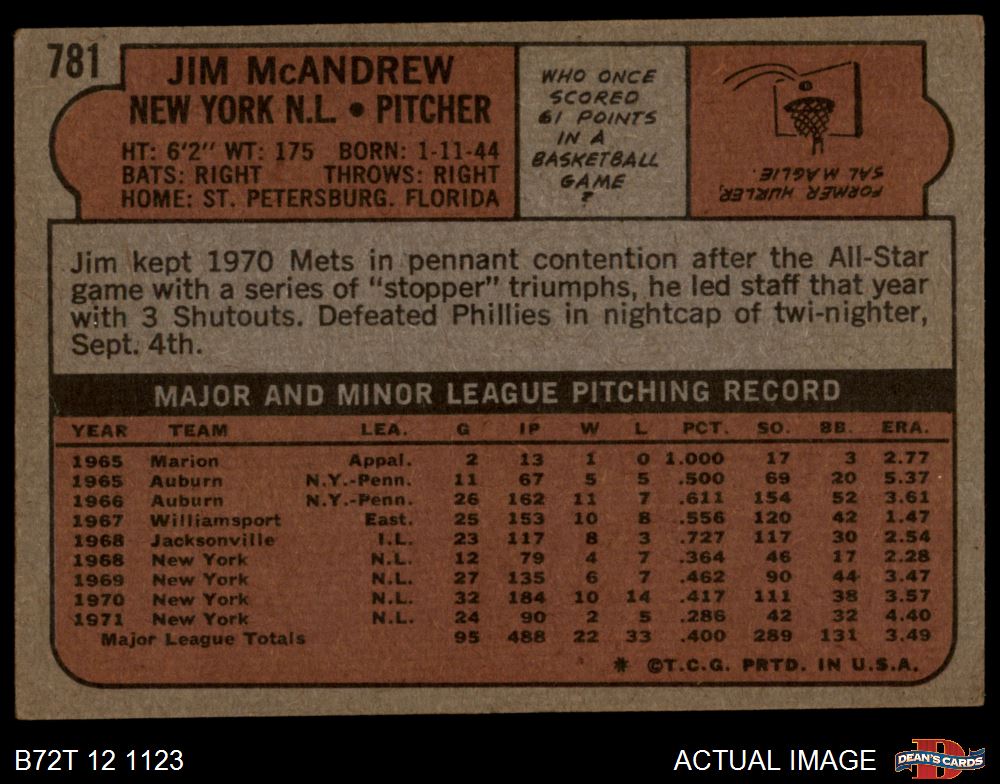 781
JIM McANDREW
NEW YORK N.L. • PITCHER
HT: 6'2" WT: 175 BORN: 1-11-44
BATS: RIGHT THROWS: RIGHT
HOME: ST. PETERSBURG. FLORIDA
WHO ONCE
SCORED
61 POINTS
IN A
BASKETBALL
GAME
?
FORMER HURLER,
SAL MAGLIE.
Jim kept 1970 Mets in pennant contention after the All-Star
game with a series of "stopper" triumphs, he led staff that year
with 3 Shutouts. Defeated Phillies in nightcap of twi-nighter,
Sept. 4th.
MAJOR AND MINOR LEAGUE PITCHING RECORD
YEAR TEAM LEA. G IP W L PCT. SO. BB. ERA.
1965 Marion Appal. 2 13 1 0 1.000 17 3 2.77
1965 Auburn N.Y.-Penn. 11 67 5 5 .500 69 20 5.37
1966 Auburn N.Y.-Penn. 26 162 11 7 .611 154 52 3.61
1967 Williamsport East. 25 153 10 8 .556 120 42 1.47
1968 Jacksonville I.L. 23 117 8 3 .727 117 30 2.54
1968 New York N.L. 12 79 4 7 .364 46 17 2.28
1969 New York N.L. 27 135 6 7 .462 90 44 3.47
1970 New York N.L. 32 184 10 14 .417 111 38 3.57
1971 New York N.L. 24 90 2 5 .286 42 32 4.40
Major League Totals 95 488 22 33 .400 289 131 3.49
* ©T.C.G. PRTD. IN U.S.A.
B72T 12 1123
ACTUAL IMAGE
D
DEAN'S CARDS